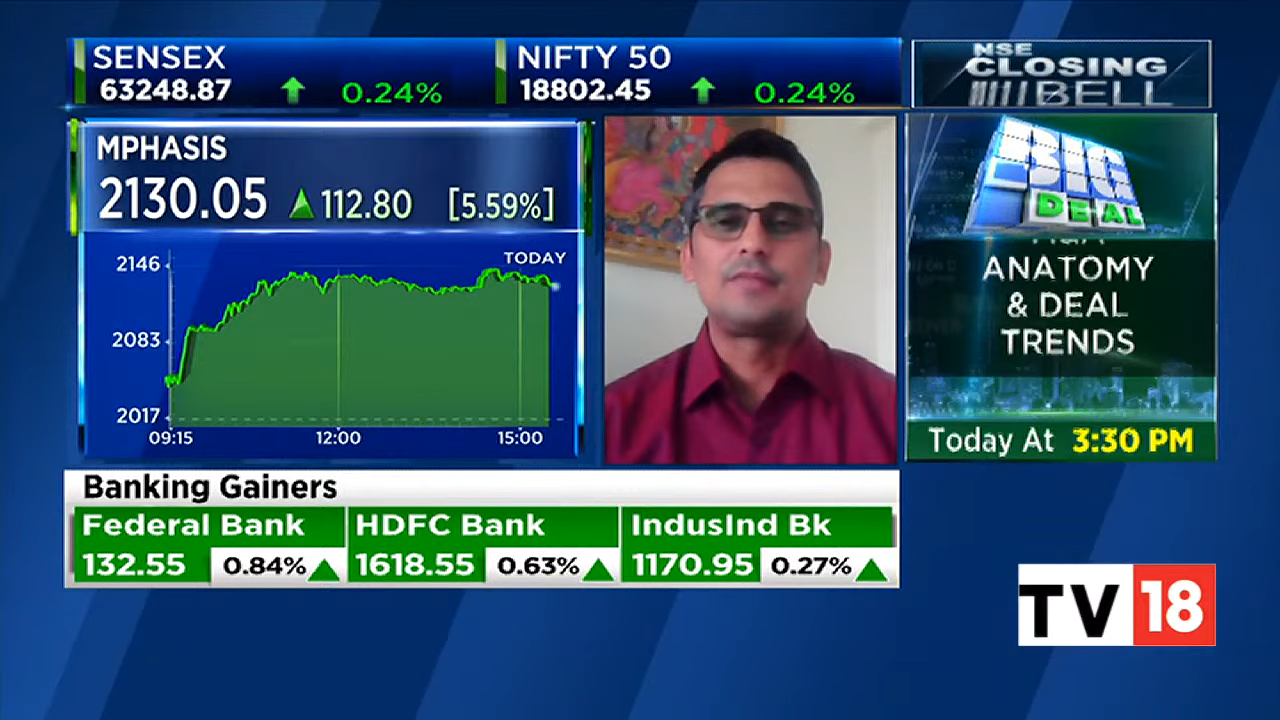 SENSEX
63248.87 0.24%
NIFTY 50
18802.45 0.24%
NSE
CLOSING
BELL
MPHASIS
2130.05 112.80 [5.59%]
TODAY
2146
2083
2017
09:15 12:00 15:00
BIG
DEAL
ANATOMY
& DEAL
TRENDS
Today At 3:30 PM
Banking Gainers
Federal Bank
132.55 0.84%
HDFC Bank
1618.55 0.63%
IndusInd Bk
1170.95 0.27%
TV 18